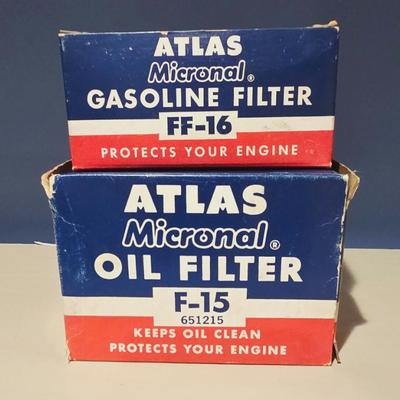 ATLAS
Micronal ®
GASOLINE FILTER
FF-16
PROTECTS YOUR ENGINE
ATLAS
Micronal ®
OIL FILTER
F-15
651215
KEEPS OIL CLEAN
PROTECTS YOUR ENGINE